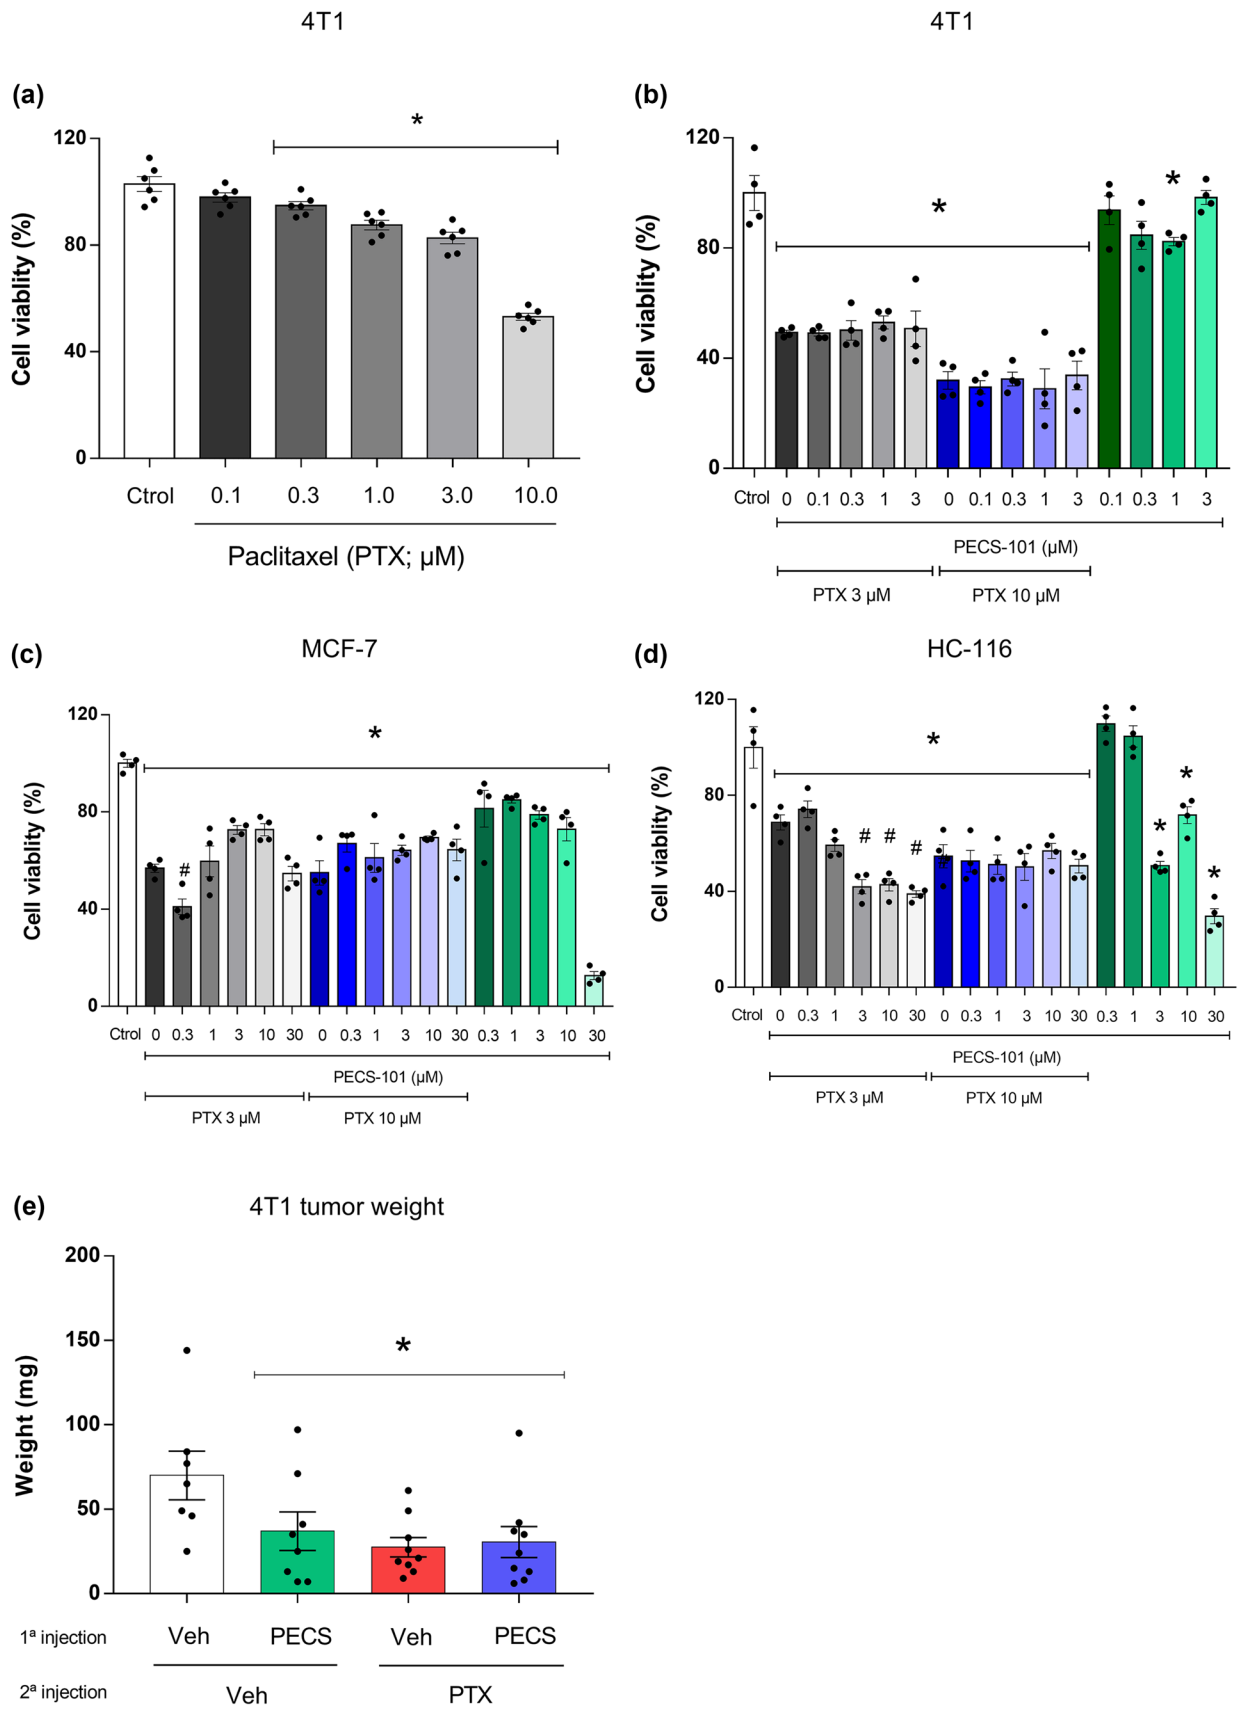 4T1
(a)
*
120
80
40
0
Cell viablity (%)
Ctrol 0.1 0.3 1.0 3.0 10.0
Paclitaxel (PTX; µM)
4T1
(b)
*
*
120
80
40
0
Cell viablity (%)
Ctrol 0 0.1 0.3 1 3 0 0.1 0.3 1 3 0.1 0.3 1 3
PECS-101 (µM)
PTX 3 µM PTX 10 µM
(c)
MCF-7
*
#
120
80
40
0
Cell viablity (%)
Ctrol 0 0.3 1 3 10 30 0 0.3 1 3 10 30 0.3 1 3 10 30
PECS-101 (µM)
PTX 3 µM PTX 10 µM
(d)
HC-116
*
# # #
* * *
120
80
40
0
Cell viablity (%)
Ctrol 0 0.3 1 3 10 30 0 0.3 1 3 10 30 0.3 1 3 10 30
PECS-101 (µM)
PTX 3 µM PTX 10 µM
(e)
4T1 tumor weight
*
200
150
100
50
0
Weight (mg)
1ª injection Veh PECS Veh PECS
2ª injection Veh PTX